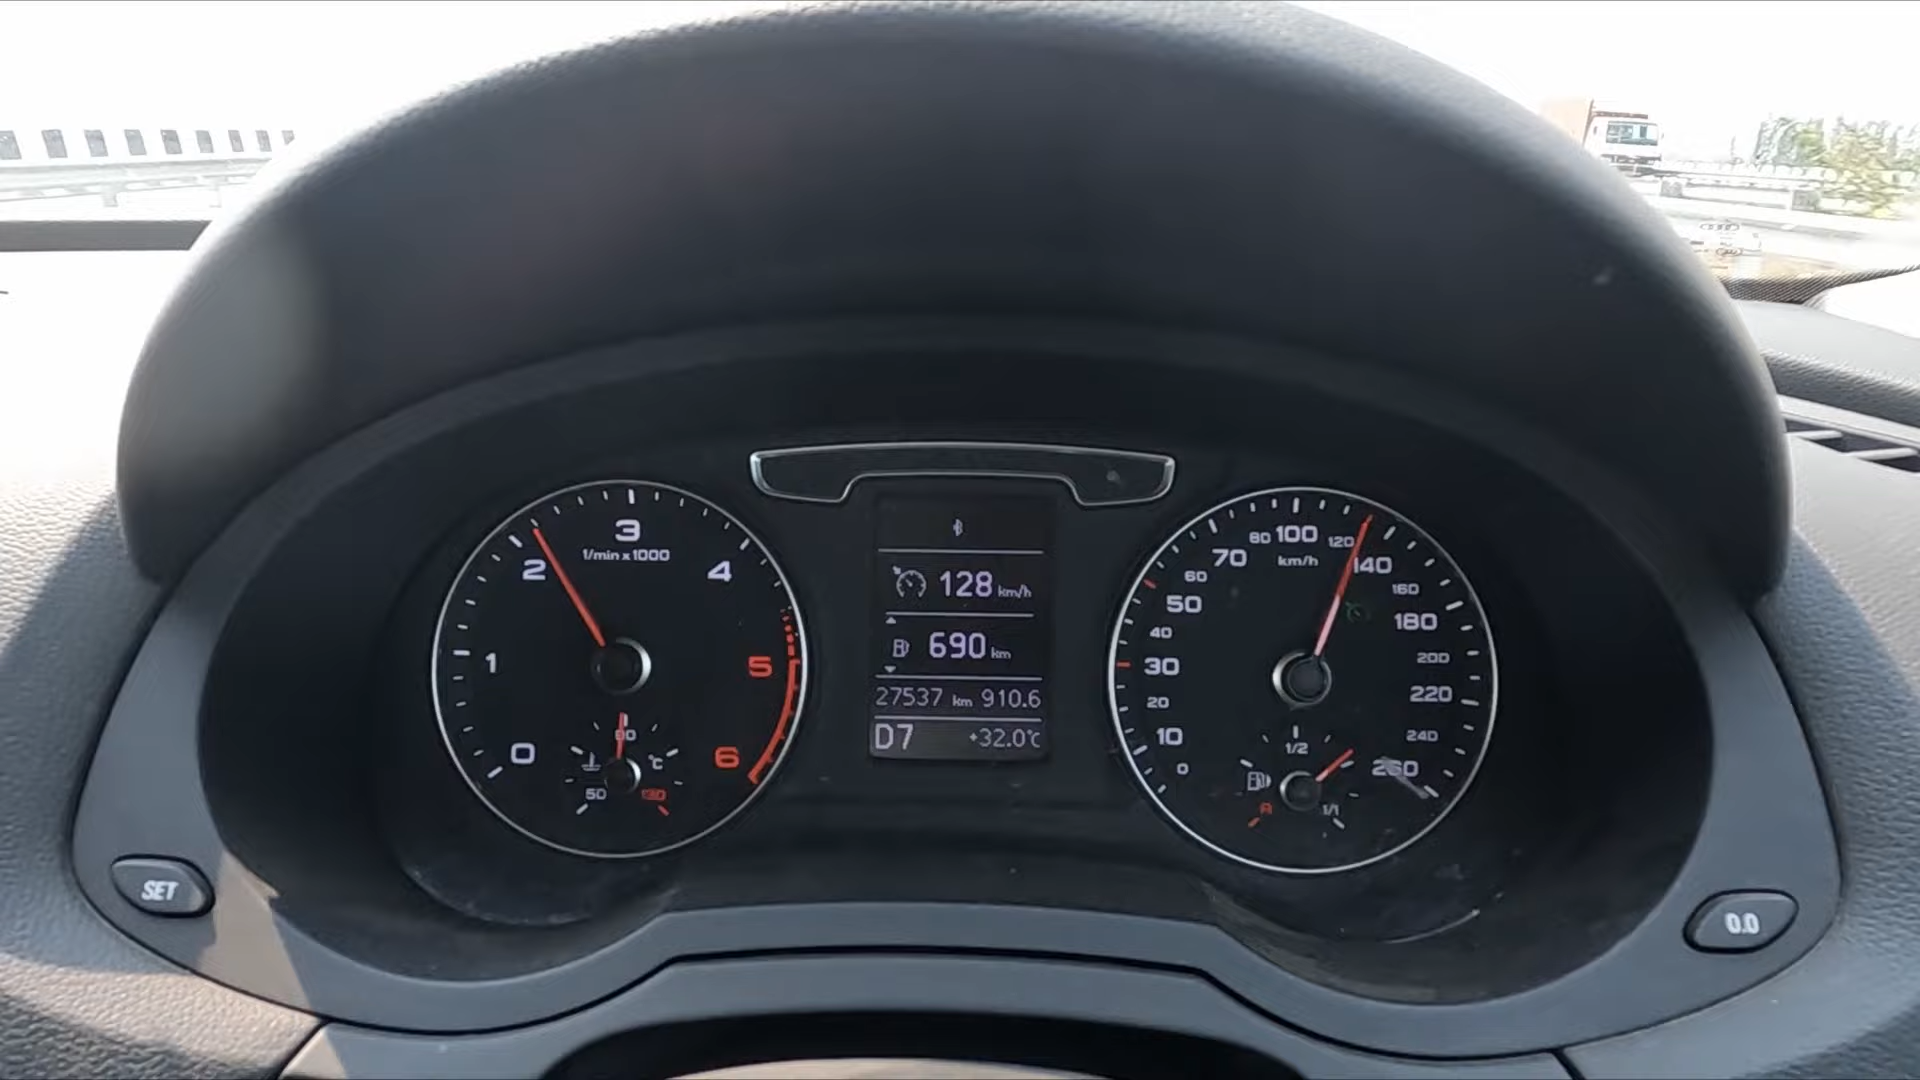 3
1/min x 1000
2
4
1
5
0
6
90
°C
50
130
128 km/h
690 km
27537 km 910.6
D7 +32.0°C
80 100 120
70 km/h 140
60 160
50 180
40 200
30 220
20 240
10 260
0
1/2
R 1/1
SET
0.0